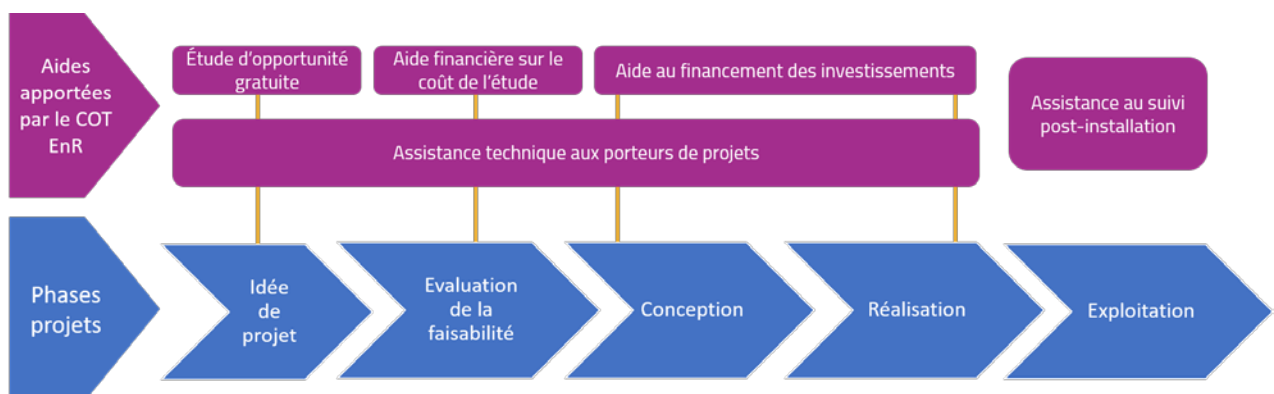 Aides
apportées
par le COT
EnR
Étude d'opportunité
gratuite
Aide financière sur le
coût de l'étude
Aide au financement des investissements
Assistance au suivi
post-installation
Assistance technique aux porteurs de projets
Phases
projets
Idée
de
projet
Evaluation
de la
faisabilité
Conception
Réalisation
Exploitation